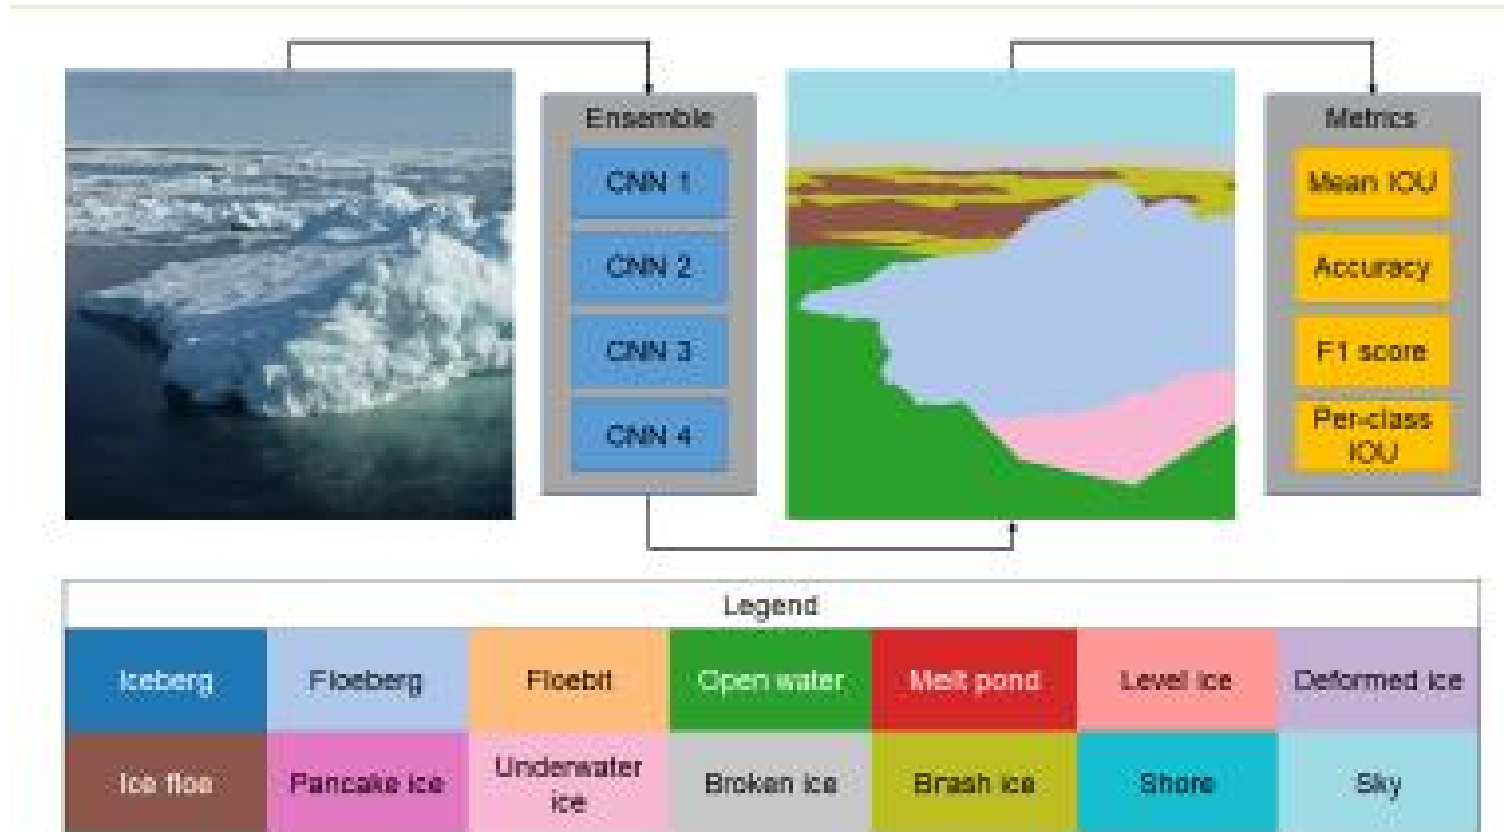 Ensemble
CNN 1
CNN 2
CNN 3
CNN 4
Metrics
Mean IOU
Accuracy
F1 score
Per-class
IOU
Legend
Iceberg
Floeberg
Floebit
Open water
Melt pond
Level ice
Deformed ice
Ice floe
Pancake ice
Underwater
ice
Broken ice
Brash ice
Shore
Sky